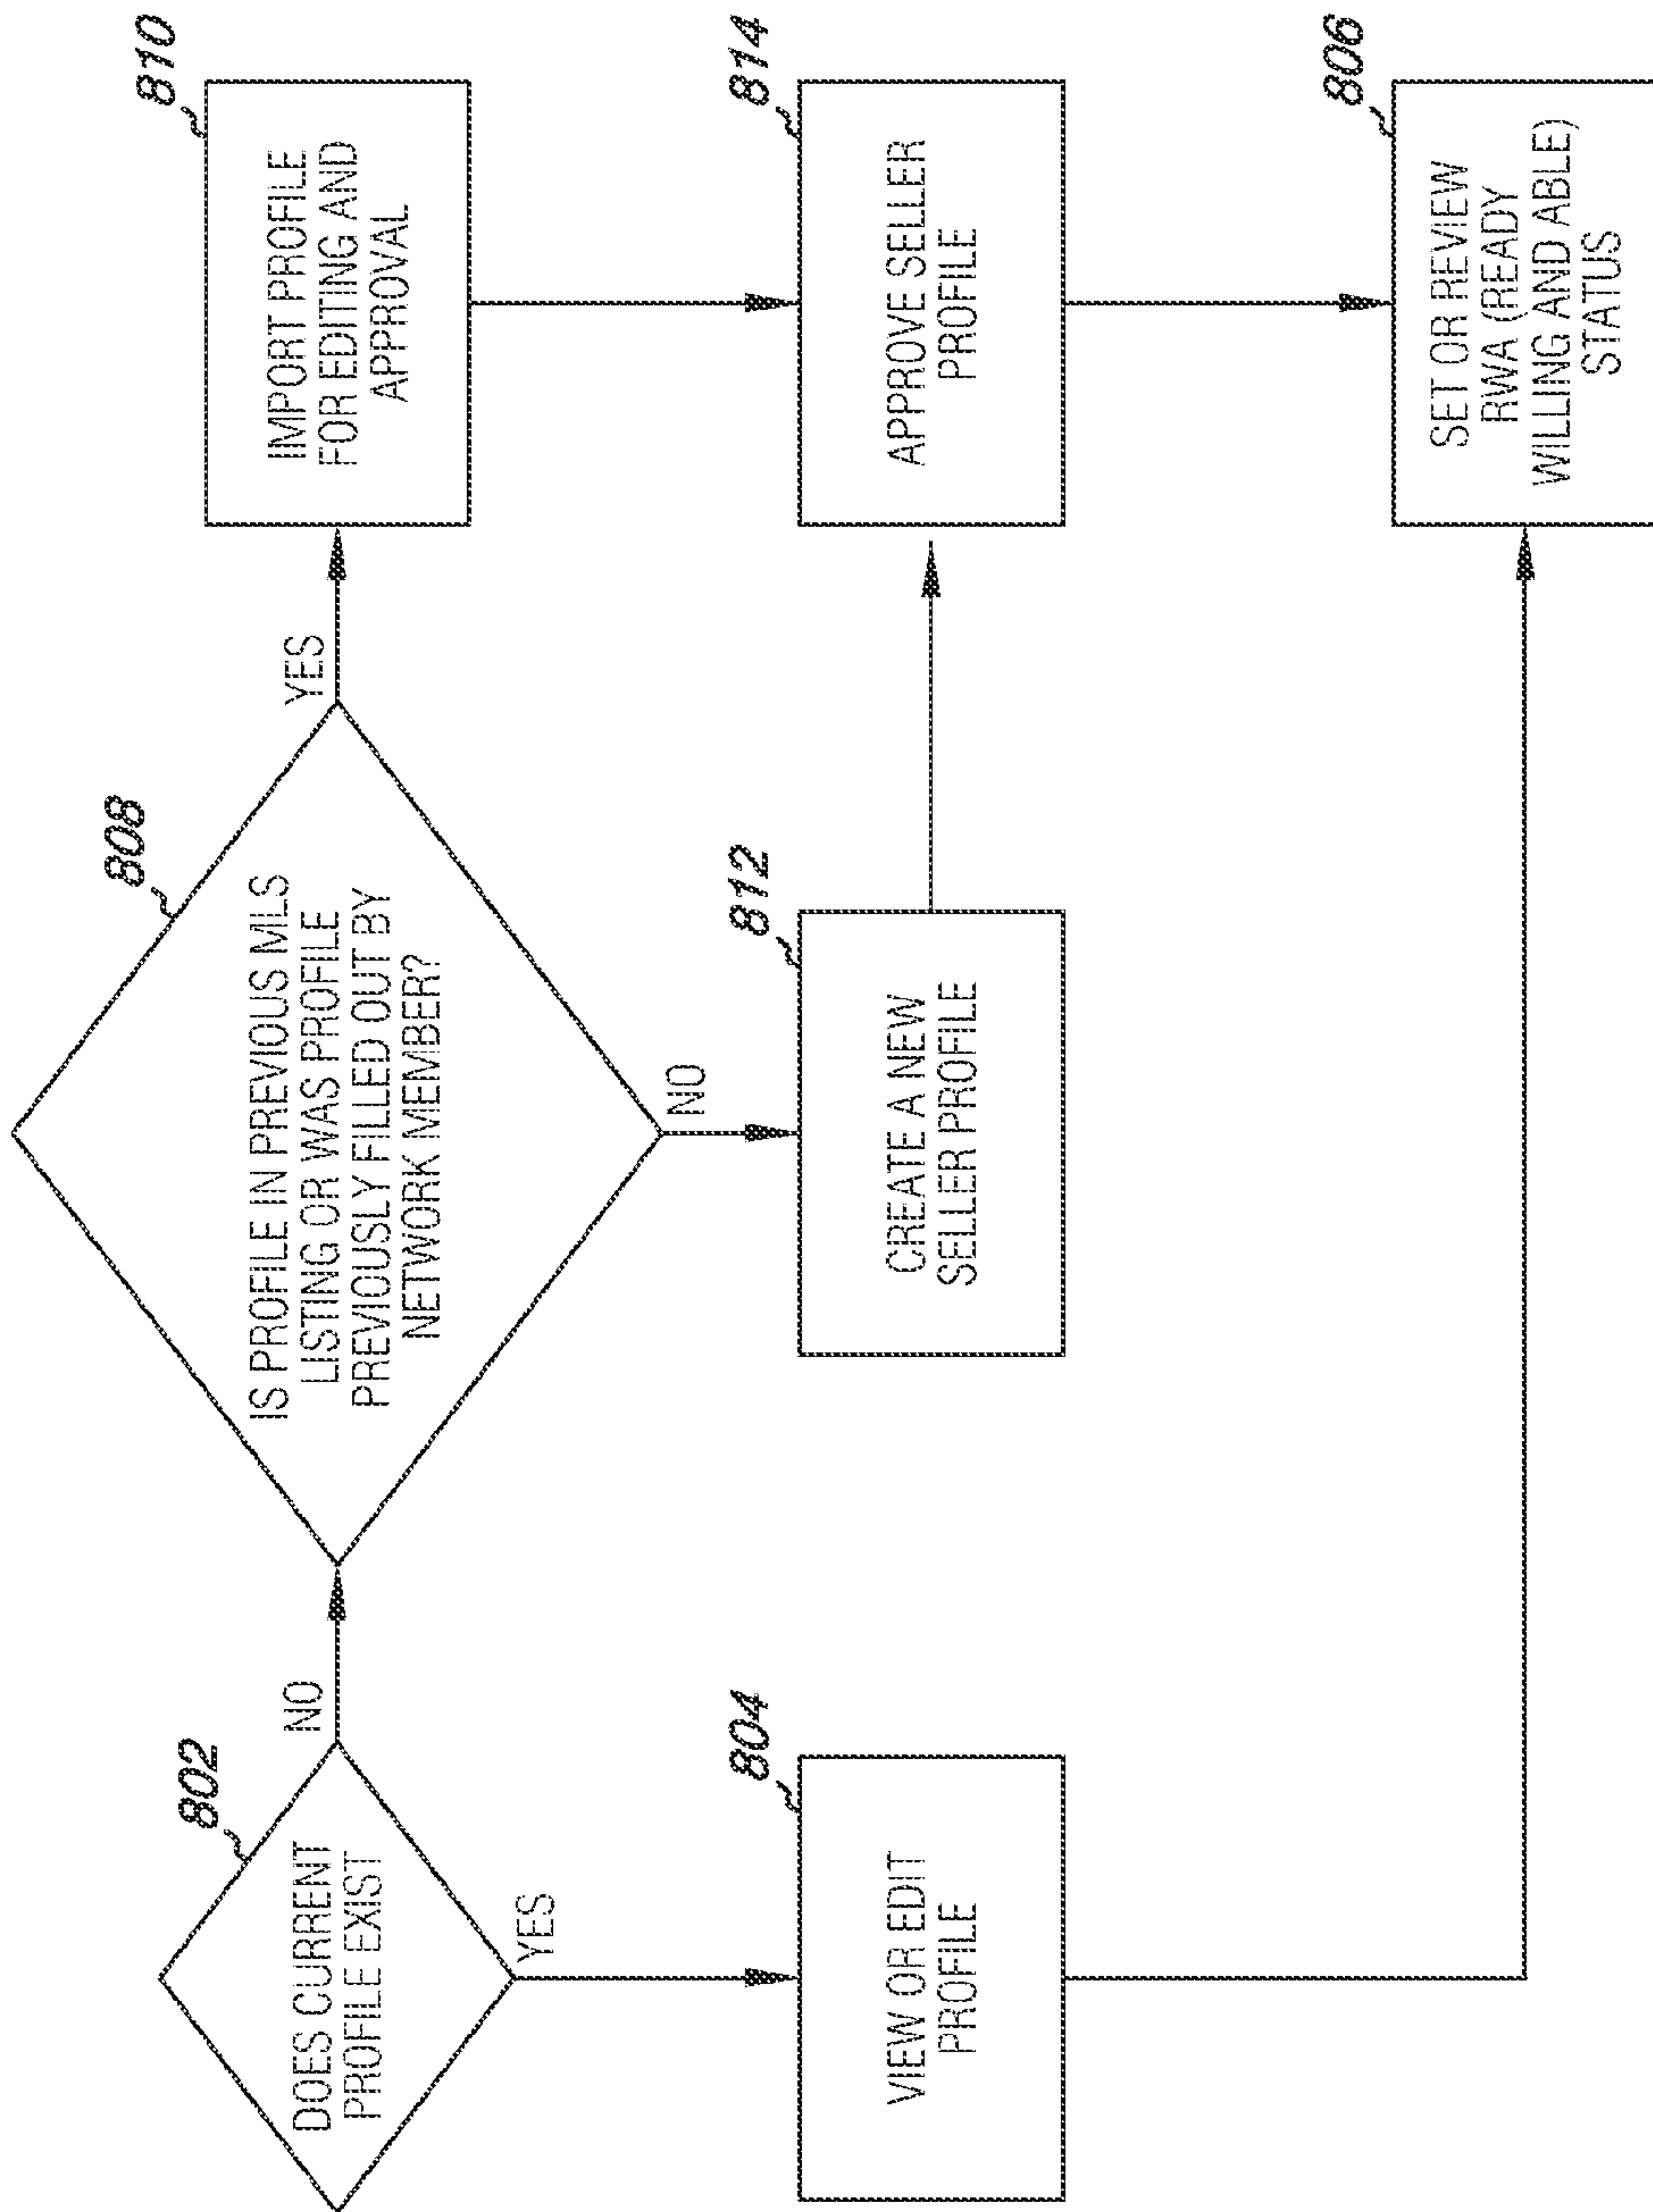 802
DOES CURRENT
PROFILE EXIST
NO
YES
808
IS PROFILE IN PREVIOUS MLS
LISTING OR WAS PROFILE
PREVIOUSLY FILLED OUT BY
NETWORK MEMBER?
YES
NO
810
IMPORT PROFILE
FOR EDITING AND
APPROVAL
804
VIEW OR EDIT
PROFILE
812
CREATE A NEW
SELLER PROFILE
814
APPROVE SELLER
PROFILE
806
SET OR REVIEW
RWA (READY
WILLING AND ABLE)
STATUS